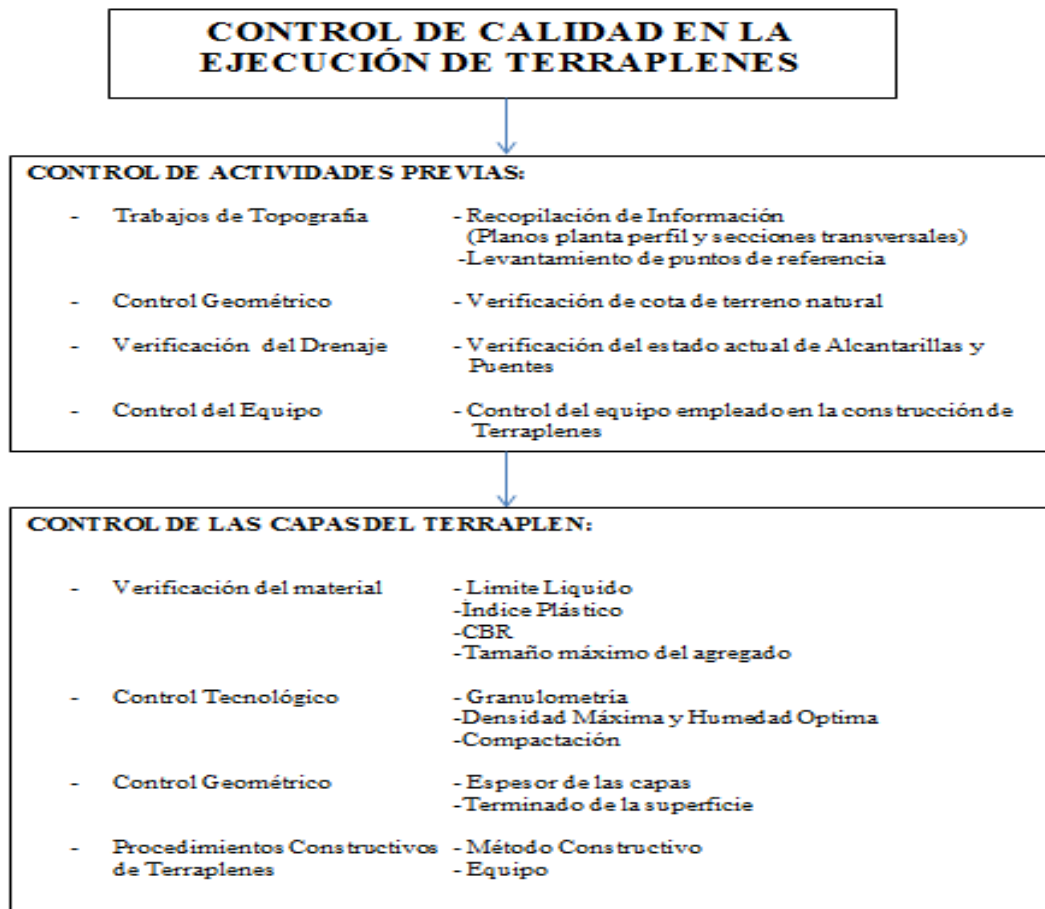 CONTROL DE CALIDAD EN LA
EJECUCIÓN DE TERRAPLENES
CONTROL DE ACTIVIDADES PREVIAS:
- Trabajos de Topografia - Recopilación de Información
(Planos planta perfil y secciones transversales)
-Levantamiento de puntos de referencia
- Control Geométrico - Verificación de cota de terreno natural
- Verificación del Drenaje - Verificación del estado actual de Alcantarillas y
Puentes
- Control del Equipo - Control del equipo empleado en la construcción de
Terraplenes
CONTROL DE LAS CAPAS DEL TERRAPLEN:
- Verificación del material - Limite Liquido
-Índice Plástico
-CBR
-Tamaño máximo del agregado
- Control Tecnológico - Granulometria
-Densidad Máxima y Humedad Optima
-Compactación
- Control Geométrico - Espesor de las capas
-Terminado de la superficie
- Procedimientos Constructivos - Método Constructivo
de Terraplenes - Equipo